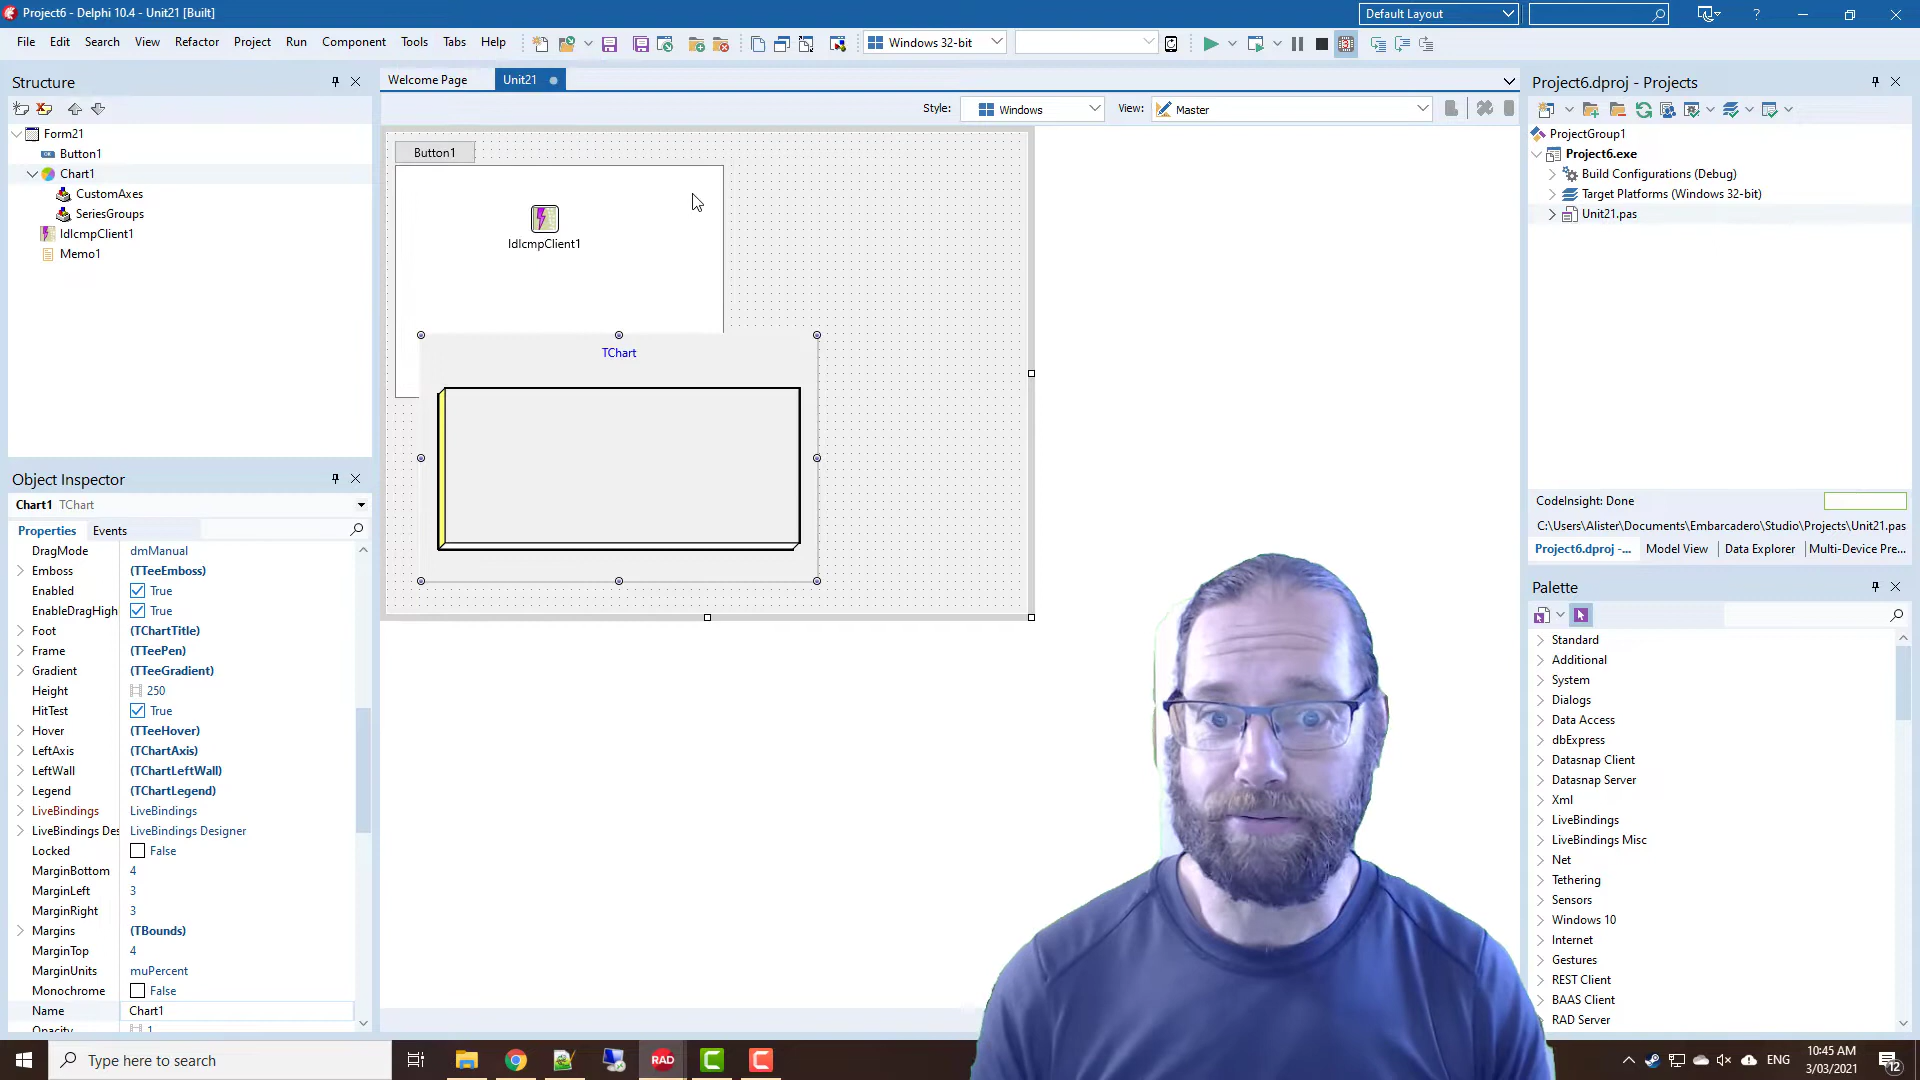 Project6 - Delphi 10.4 - Unit21 [Built]
Default Layout
?
File Edit Search View Refactor Project Run Component Tools Tabs Help
Windows 32-bit
Structure
Form21
Button1
Chart1
CustomAxes
SeriesGroups
IdIcmpClient1
Memo1
Object Inspector
Chart1 TChart
Properties Events
DragMode dmManual
Emboss (TTeeEmboss)
Enabled True
EnableDragHigh True
Foot (TChartTitle)
Frame (TTeePen)
Gradient (TTeeGradient)
Height 250
HitTest True
Hover (TTeeHover)
LeftAxis (TChartAxis)
LeftWall (TChartLeftWall)
Legend (TChartLegend)
LiveBindings LiveBindings
LiveBindings Des LiveBindings Designer
Locked False
MarginBottom 4
MarginLeft 3
MarginRight 3
Margins (TBounds)
MarginTop 4
MarginUnits muPercent
Monochrome False
Name Chart1
Opacity 1
Welcome Page Unit21
Style: Windows View: Master
Button1
IdIcmpClient1
TChart
Project6.dproj - Projects
ProjectGroup1
Project6.exe
Build Configurations (Debug)
Target Platforms (Windows 32-bit)
Unit21.pas
CodeInsight: Done
C:\Users\Alister\Documents\Embarcadero\Studio\Projects\Unit21.pas
Project6.dproj -... Model View Data Explorer Multi-Device Pre...
Palette
Standard
Additional
System
Dialogs
Data Access
dbExpress
Datasnap Client
Datasnap Server
Xml
LiveBindings
LiveBindings Misc
Net
Tethering
Sensors
Windows 10
Internet
Gestures
REST Client
BAAS Client
RAD Server
Type here to search
RAD
ENG
10:45 AM
3/03/2021
12